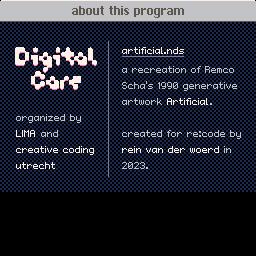 about this program
Digital
Carf
organized by
LIMA and
creative coding
utrecht
artificial.nds
a recreation of Remco
Scha's 1990 generative
artwork Artificial.
created for re:code by
rein van der woerd in
2023.